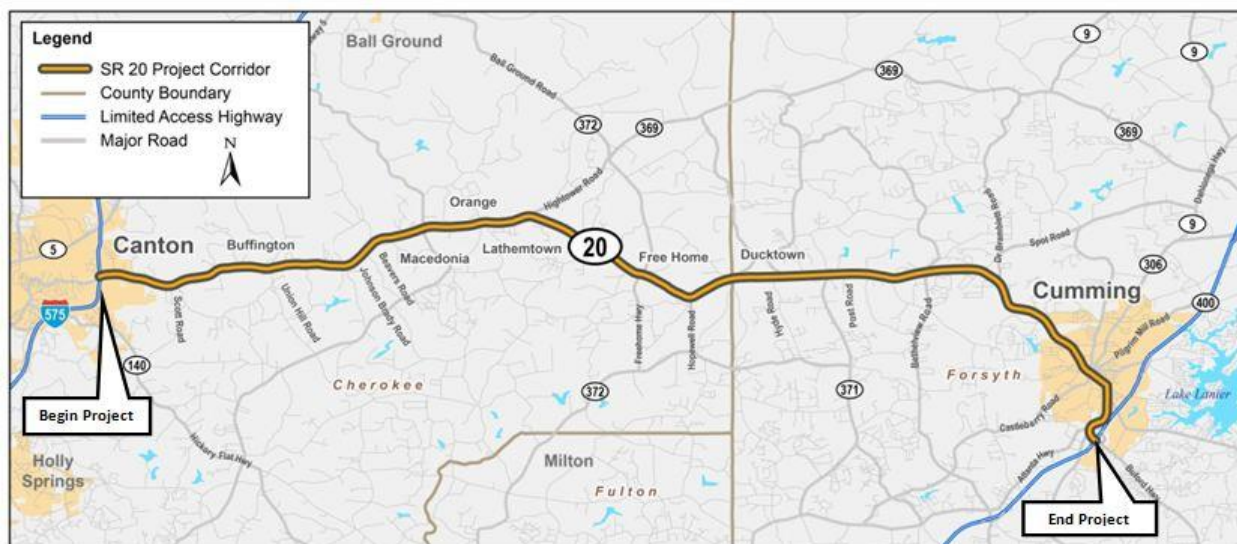 Legend
SR 20 Project Corridor
County Boundary
Limited Access Highway
Major Road
N
Ball Ground
Ball Ground Road
372
369
369
9
9
369
Dahlonega Hwy
9
Dr Bramblett Road
Spot Road
306
400
Orange
Hightower Road
5
Canton
Buffington
Macedonia
Lathemtown
20
Free Home
Ducktown
Cumming
Pilgrim Mill Road
575
Scott Road
Union Hill Road
Johnson Brady Road
Beavers Road
Freehome Hwy
Hopewell Road
Hyde Road
Post Road
Bethelview Road
140
Cherokee
372
371
Forsyth
Lake Lanier
Begin Project
Castleberry Road
Hickory Flat Hwy
Holly
Springs
Milton
Fulton
Atlanta Hwy
Buford Hwy
End Project